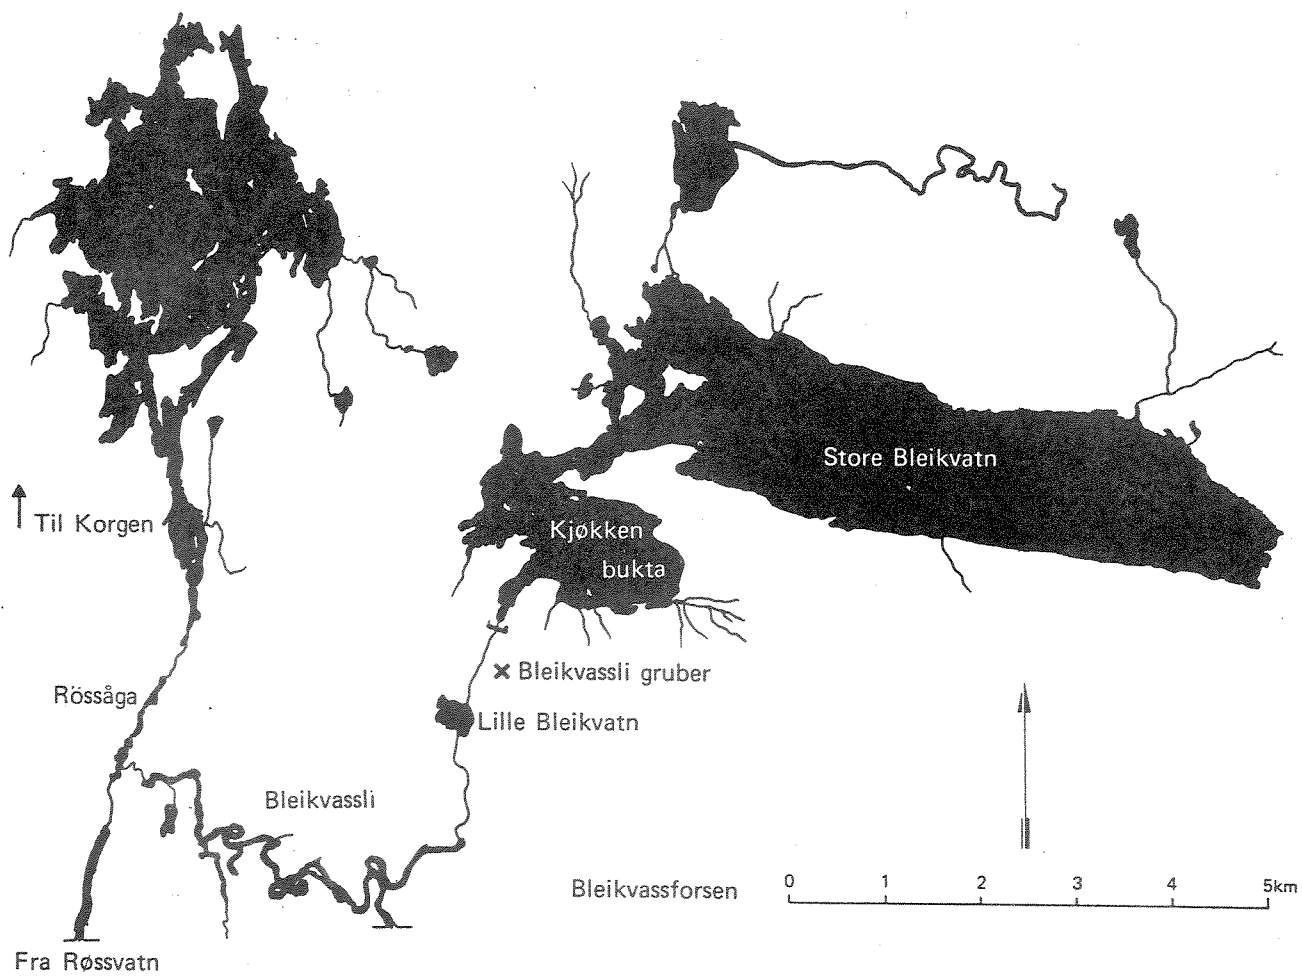 Store Bleikvatn
Til Korgen
Kjøkken
bukta
Bleikvassli gruber
Rössåga
Lille Bleikvatn
Bleikvassli
Bleikvassforsen
0 1 2 3 4 5km
Fra Røssvatn